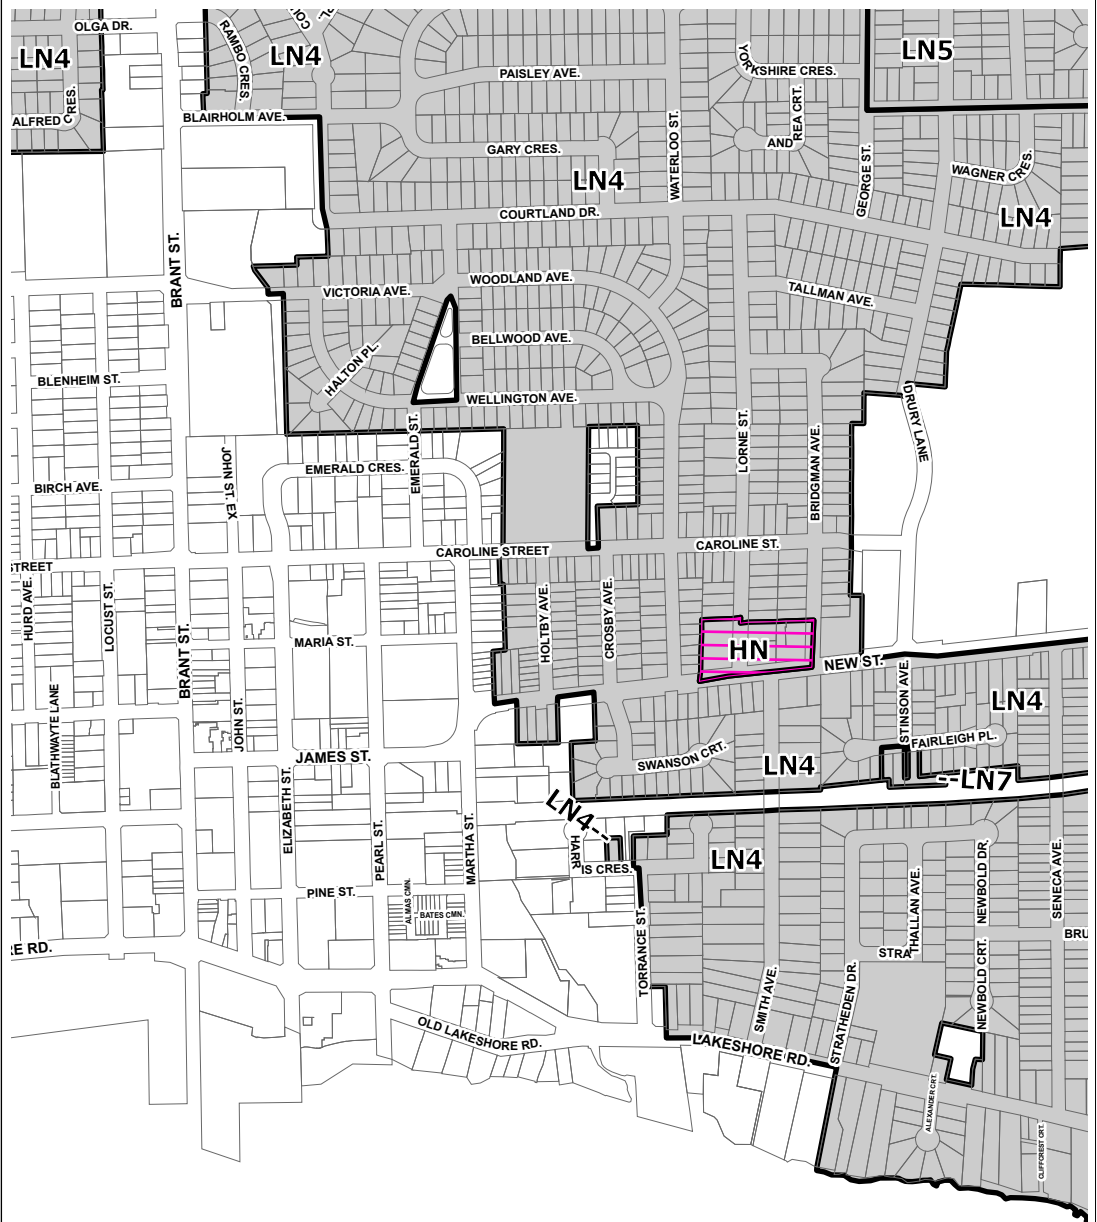 OLGA DR.
LN4
RAMBO CRES.
LN4
PL.
LN5
PAISLEY AVE.
YORKSHIRE CRES.
ALFRED CRES.
BLAIRHOLM AVE.
REA CRT.
AND
GARY CRES.
WATERLOO ST.
LN4
GEORGE ST.
WAGNER CRES.
LN4
COURTLAND DR.
BRANT ST.
VICTORIA AVE.
WOODLAND AVE.
TALLMAN AVE.
BELLWOOD AVE.
HALTON PL.
BLENHEIM ST.
WELLINGTON AVE.
DRURY LANE
EMERALD ST.
LORNE ST.
BRIDGMAN AVE.
JOHN ST. EX
EMERALD CRES.
BIRCH AVE.
CAROLINE STREET
CAROLINE ST.
STREET
HURD AVE.
LOCUST ST.
HOLTBY AVE.
CROSBY AVE.
MARIA ST.
HN
BRANT ST.
NEW ST.
STINSON AVE.
LN4
BLATHWAYTE LANE
JOHN ST.
FAIRLEIGH PL.
JAMES ST.
SWANSON CRT.
LN4
--LN7
LN4--
ELIZABETH ST.
PEARL ST.
MARTHA ST.
HARR
IS CRES.
LN4
THALLAN AVE.
NEWBOLD DR.
SENECA AVE.
PINE ST.
ALMAS CMN.
BATES CMN.
BRU
RE RD.
TORRANCE ST.
STRA
SMITH AVE.
STRATHEDEN DR.
NEWBOLD CRT.
OLD LAKESHORE RD.
LAKESHORE RD.
ALEXANDER CRT.
CLIFFCREST CRT.